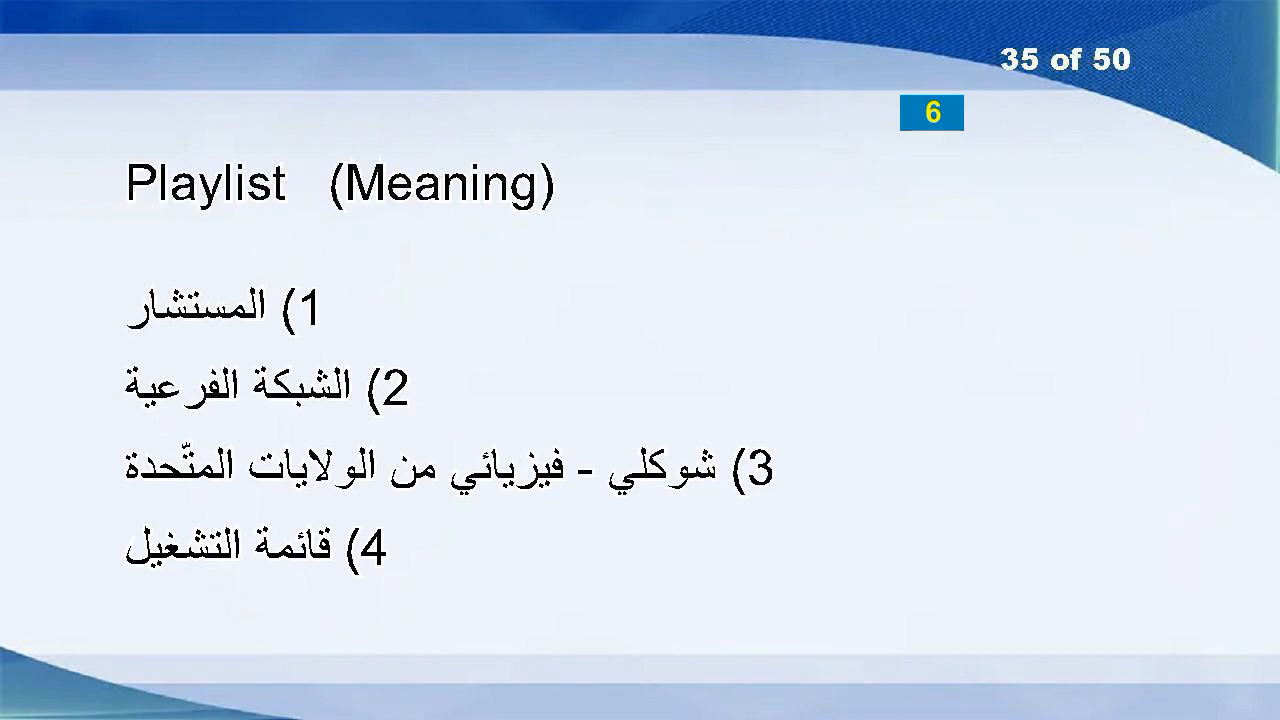 35 of 50
6
Playlist (Meaning)
1) المستشار
2) الشبكة الفرعية
3) شوكلي - فيزيائي من الولايات المتّحدة
4) قائمة التشغيل